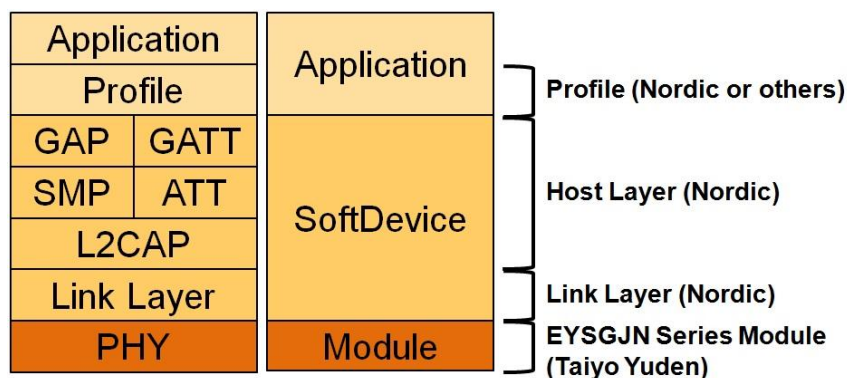 Application
Profile
GAP GATT
SMP ATT
L2CAP
Link Layer
PHY
Application
SoftDevice
Module
Profile (Nordic or others)
Host Layer (Nordic)
Link Layer (Nordic)
EYSGJN Series Module
(Taiyo Yuden)